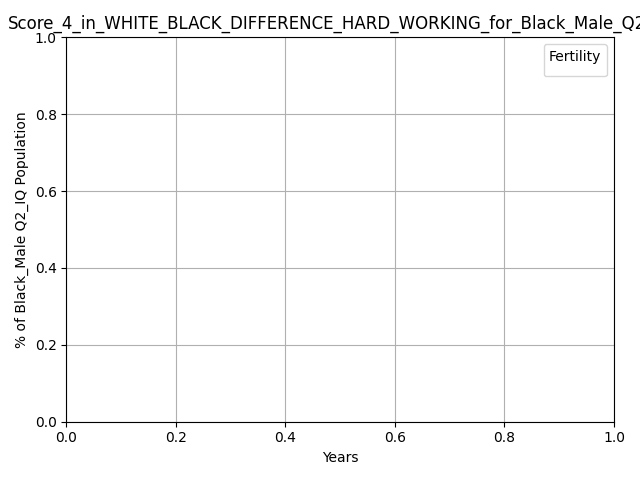 Score_4_in_WHITE_BLACK_DIFFERENCE_HARD_WORKING_for_Black_Male_Q2
Fertility
1.0
0.8
0.6
0.4
0.2
0.0
% of Black_Male Q2_IQ Population
0.0 0.2 0.4 0.6 0.8 1.0
Years